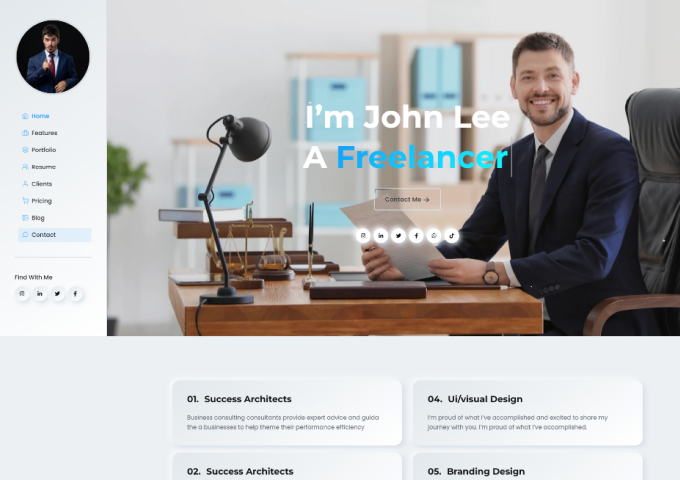 Home
Features
Portfolio
Resume
Clients
Pricing
Blog
Contact
Find With Me
I'm John Lee
A Freelancer
Contact Me →
01. Success Architects
Business consulting consultants provide expert advice and guida
the a businesses to help theme their performance efficiency
04. Ui/visual Design
I'm proud of what I've accomplished and excited to share my
journey with you. I'm proud of what I've accomplished.
02. Success Architects
05. Branding Design